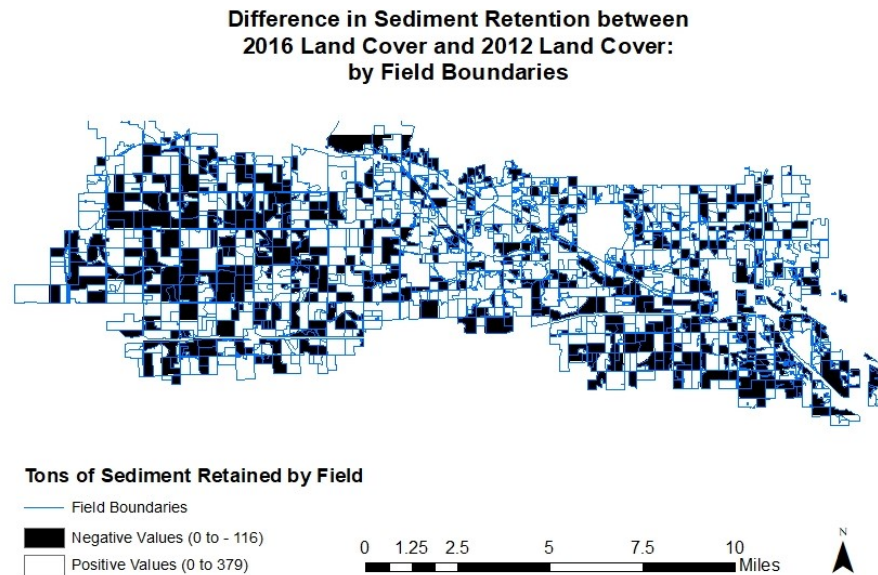 Difference in Sediment Retention between
2016 Land Cover and 2012 Land Cover:
by Field Boundaries
Tons of Sediment Retained by Field
Field Boundaries
Negative Values (0 to - 116)
Positive Values (0 to 379)
0 1.25 2.5 5 7.5 10
Miles
N